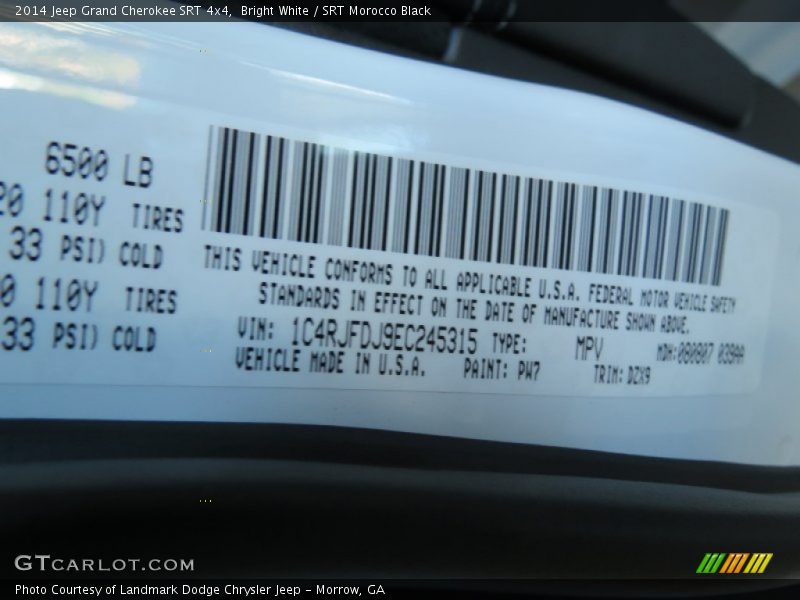 2014 Jeep Grand Cherokee SRT 4x4, Bright White / SRT Morocco Black
6500 LB
20 110Y TIRES
33 PSI) COLD
0 110Y TIRES
33 PSI) COLD
THIS VEHICLE CONFORMS TO ALL APPLICABLE U.S.A. FEDERAL MOTOR VEHICLE SAFETY
STANDARDS IN EFFECT ON THE DATE OF MANUFACTURE SHOWN ABOVE.
VIN: 1C4RJFDJ9EC245315 TYPE: MPV MDH:080807 039AA
VEHICLE MADE IN U.S.A. PAINT: PW7 TRIM: DZX9
GTCARLOT.COM
Photo Courtesy of Landmark Dodge Chrysler Jeep - Morrow, GA